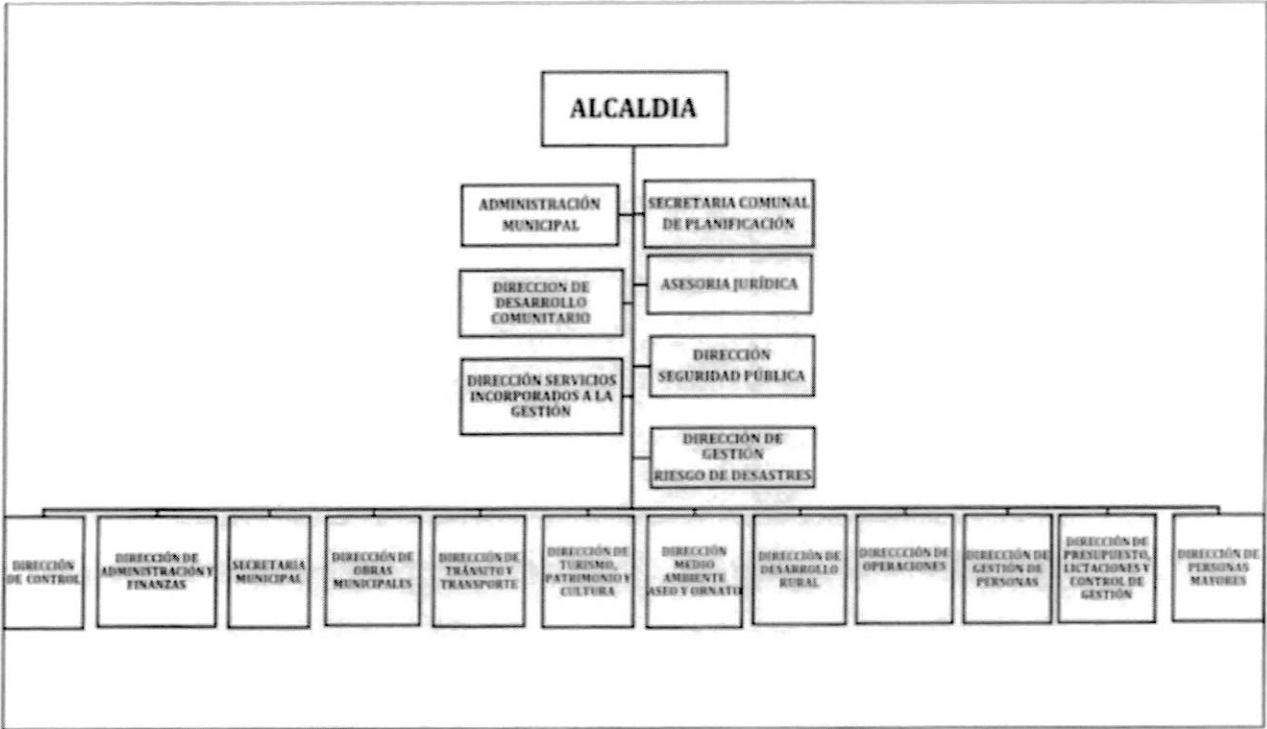 ALCALDIA
ADMINISTRACIÓN
MUNICIPAL
SECRETARIA COMUNAL
DE PLANIFICACIÓN
DIRECCION DE
DESARROLLO
COMUNITARIO
ASESORIA JURÍDICA
DIRECCIÓN
SEGURIDAD PÚBLICA
DIRECCIÓN SERVICIOS
INCORPORADOS A LA
GESTIÓN
DIRECCIÓN DE
GESTIÓN
RIESGO DE DESASTRES
DIRECCIÓN
DE CONTROL
DIRECCIÓN DE
ADMINISTRACIÓN Y
FINANZAS
SECRETARIA
MUNICIPAL
DIRECCIÓN DE
OBRAS
MUNICIPALES
DIRECCIÓN DE
TRÁNSITO Y
TRANSPORTE
DIRECCIÓN DE
TURISMO,
PATRIMONIO Y
CULTURA
DIRECCIÓN
MEDIO
AMBIENTE
ASEO Y ORNATO
DIRECCIÓN DE
DESARROLLO
RURAL
DIRECCCIÓN DE
OPERACIONES
DIRECCIÓN DE
GESTIÓN DE
PERSONAS
DIRECCIÓN DE
PRESUPUESTO,
LICTACIONES Y
CONTROL DE
GESTIÓN
DIRECCIÓN DE
PERSONAS
MAYORES